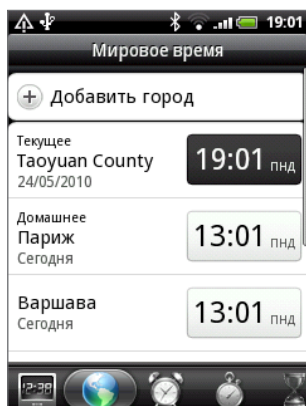 19:01
Мировое время
Добавить город
Текущее
Taoyuan County
24/05/2010
19:01 пнд
Домашнее
Париж
Сегодня
13:01 пнд
Варшава
Сегодня
13:01 пнд
12:38